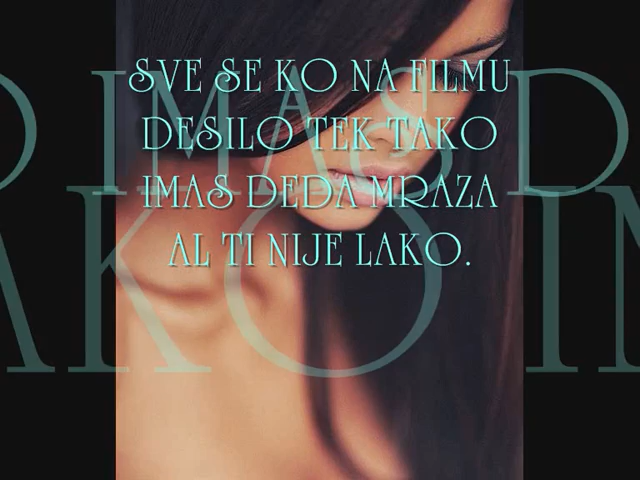 SVE SE KO NA FILMU
DESILO TEK TAKO
IMAS DEDA MRAZA
AL TI NIJE LAKO.